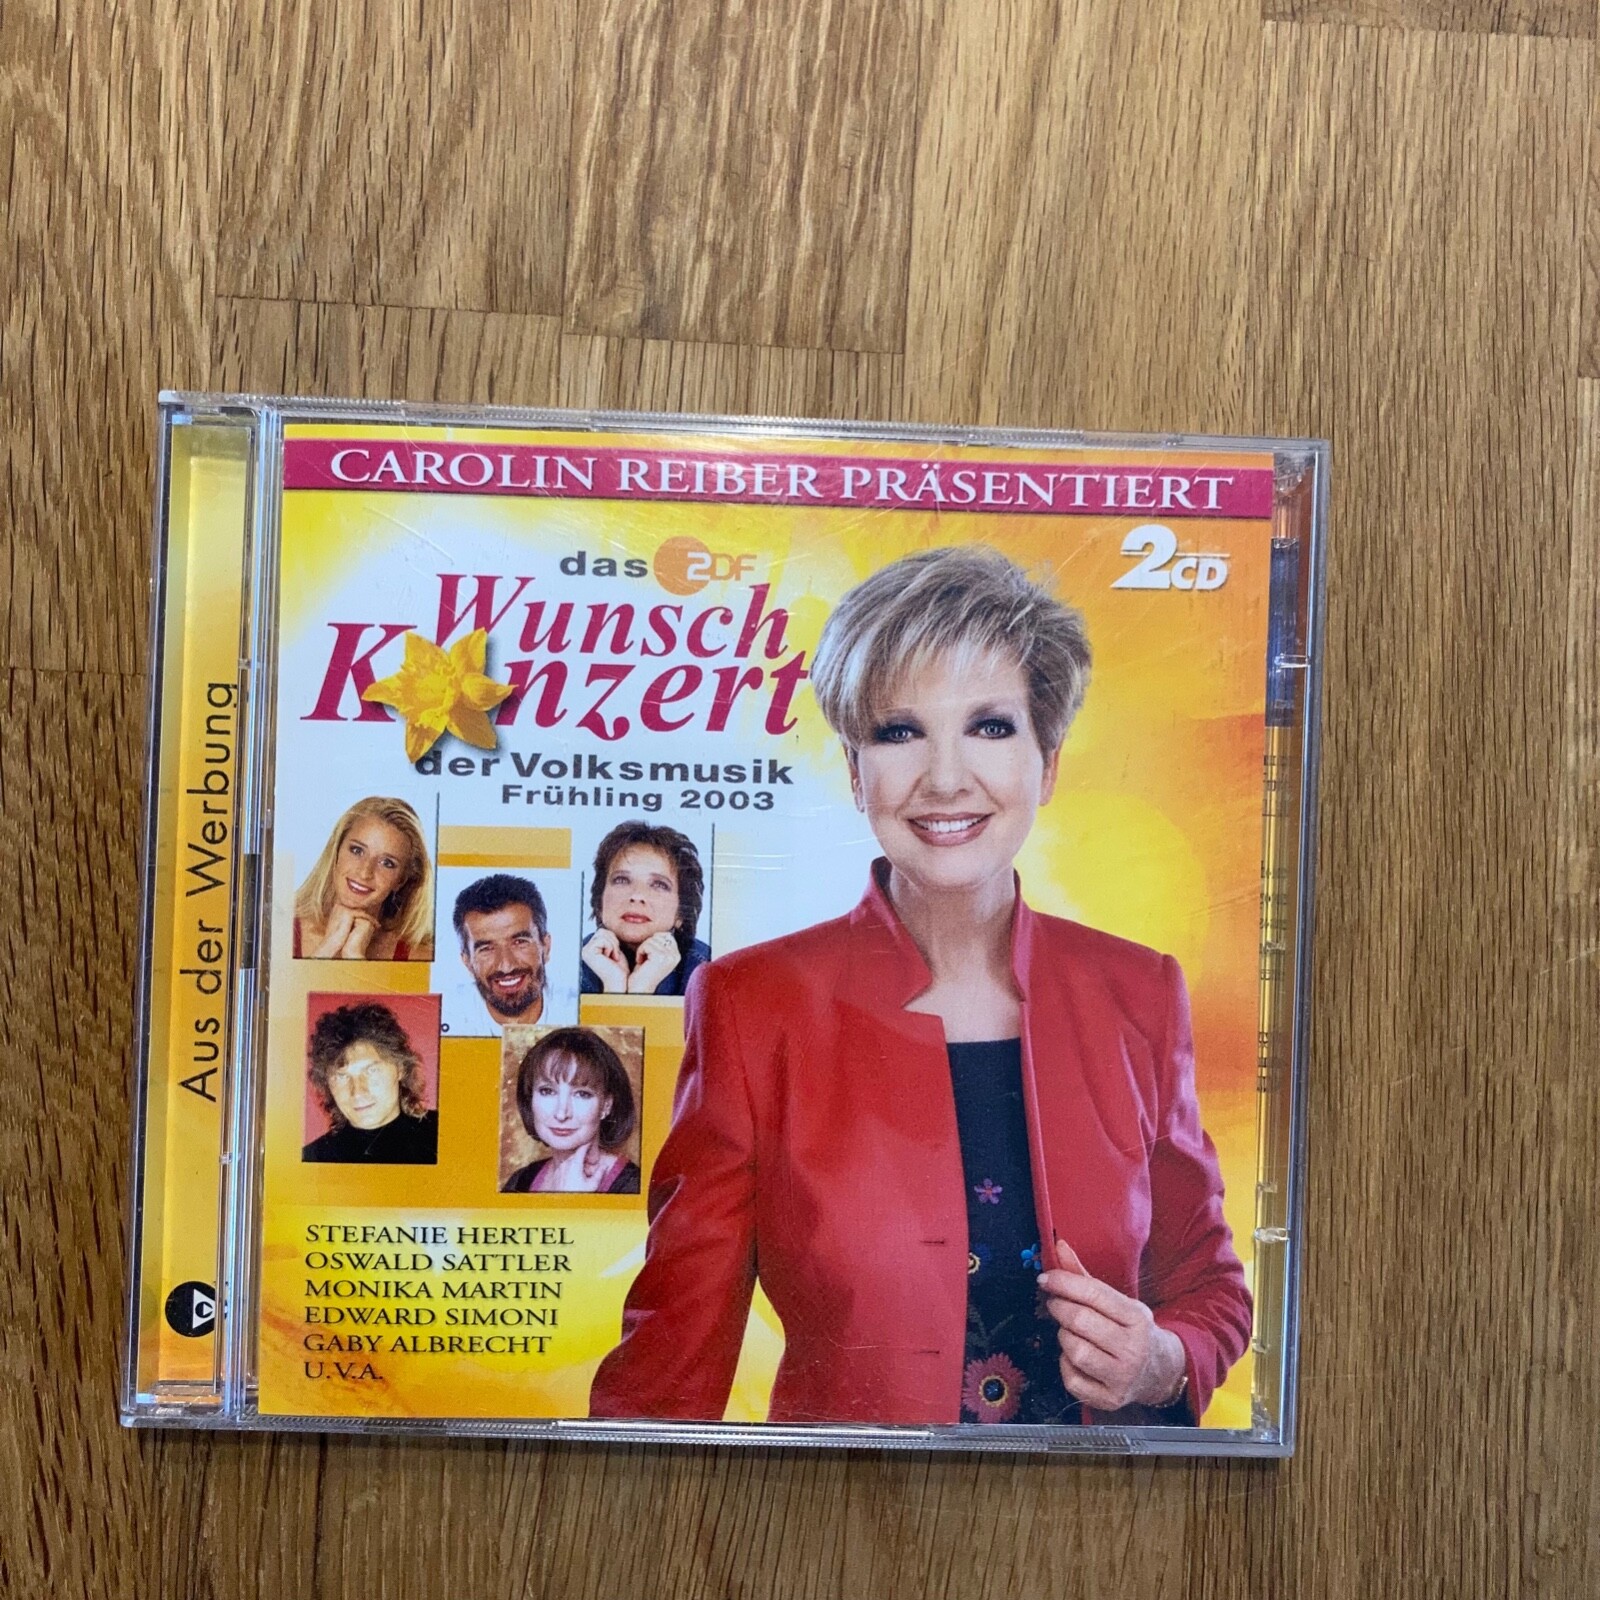 CAROLIN REIBER PRÄSENTIERT
2CD
das ZDF
Wunsch
Konzert
der Volksmusik
Frühling 2003
STEFANIE HERTEL
OSWALD SATTLER
MONIKA MARTIN
EDWARD SIMONI
GABY ALBRECHT
U.V.A.
Aus der Werbung